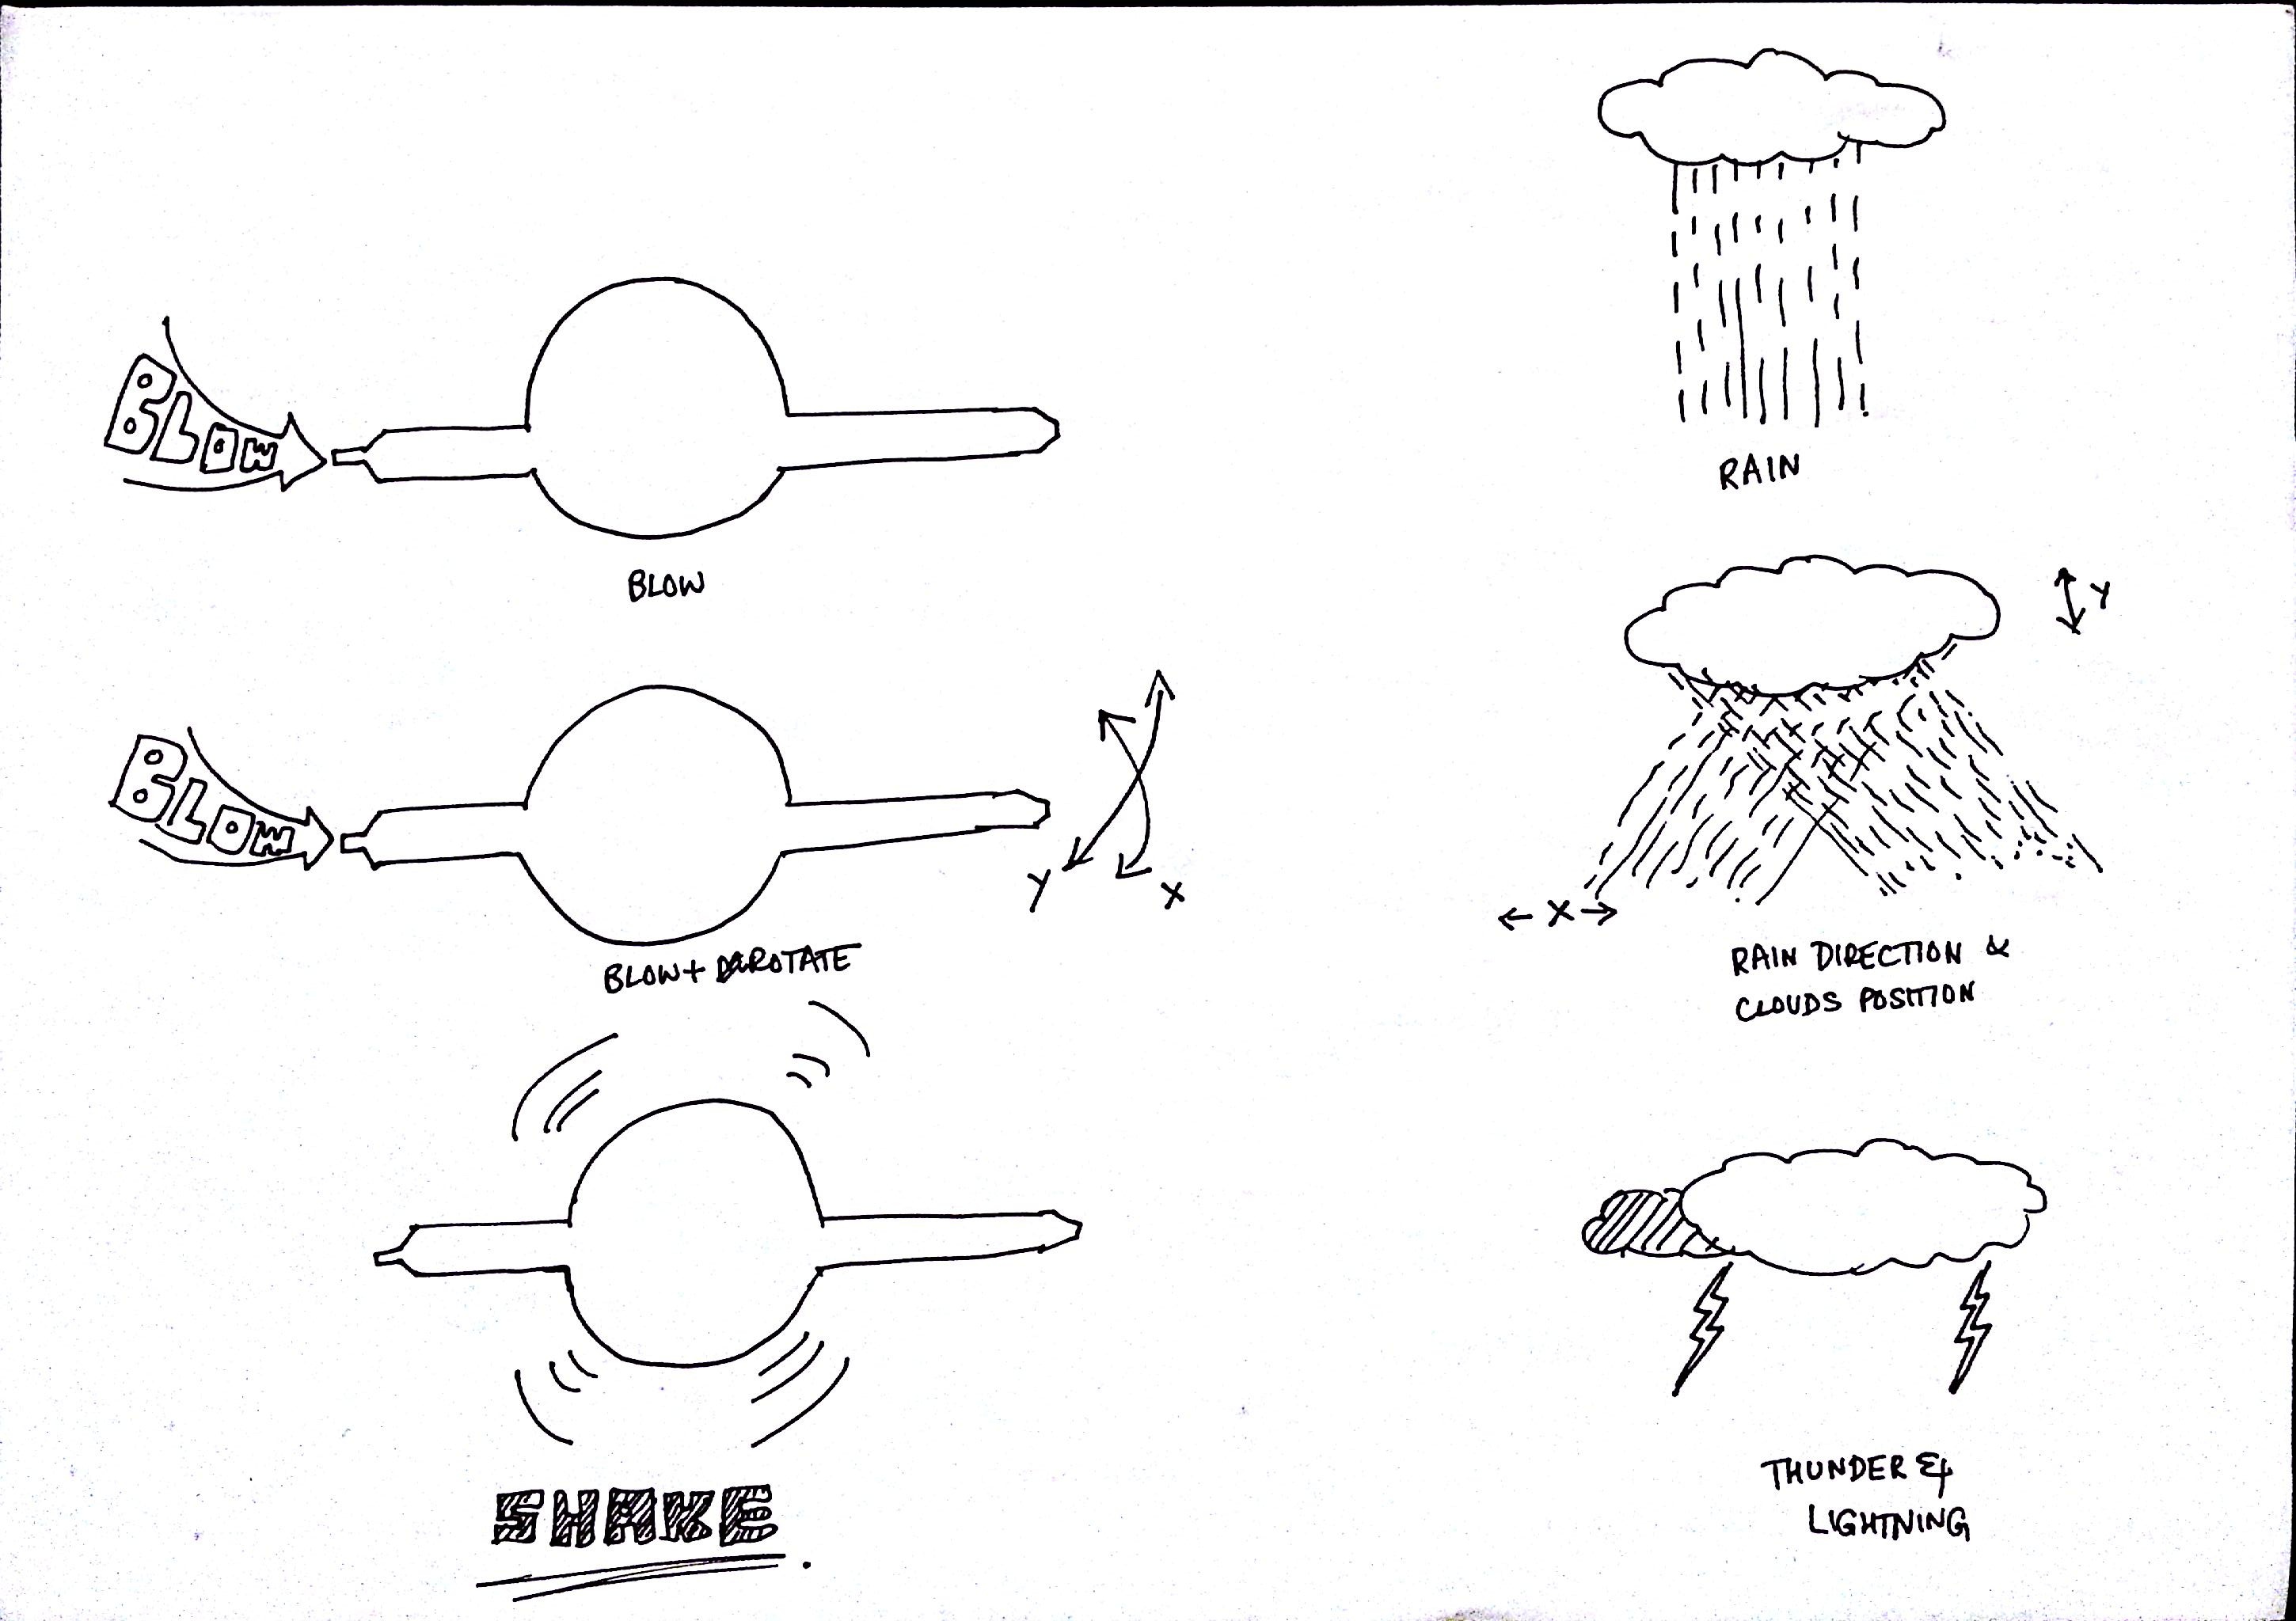 BLOW
BLOW
RAIN
BLOW
BLOW+ ROTATE
Y
X
Y
← X →
RAIN DIRECTION &
CLOUDS POSITION
SHAKE.
THUNDER &
LIGHTNING